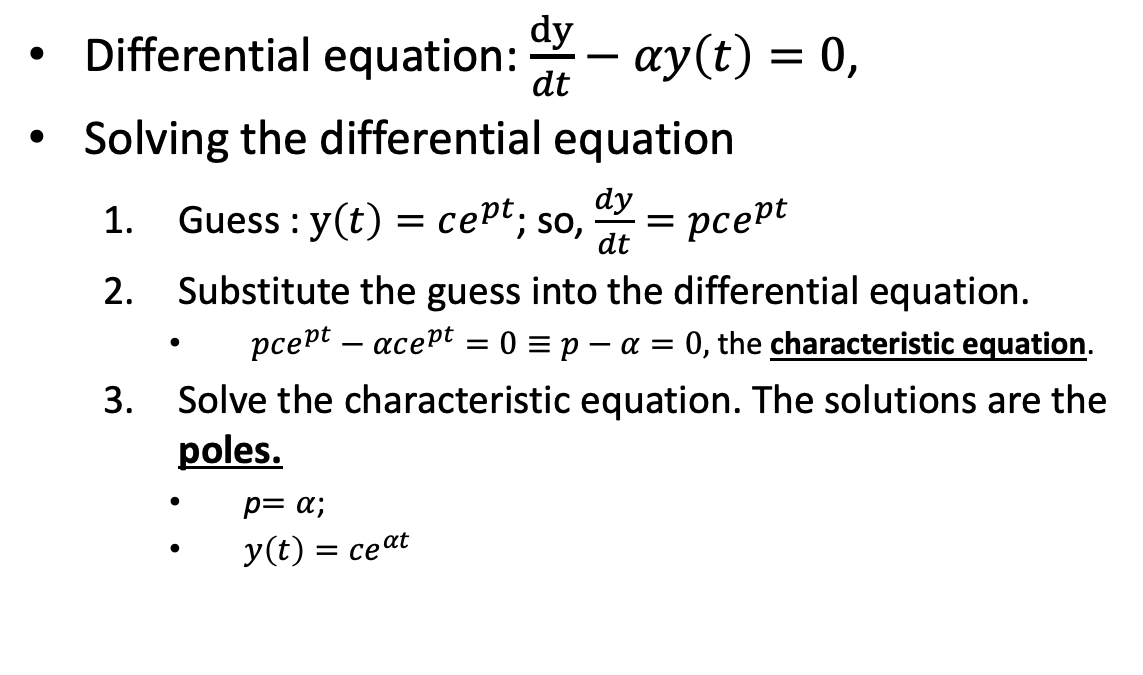 • Differential equation: dy/dt − αy(t) = 0,
• Solving the differential equation
1. Guess : y(t) = ce^{pt}; so, dy/dt = pce^{pt}
2. Substitute the guess into the differential equation.
• pce^{pt} − αce^{pt} = 0 ≡ p − α = 0, the characteristic equation.
3. Solve the characteristic equation. The solutions are the
poles.
• p= α;
• y(t) = ce^{αt}